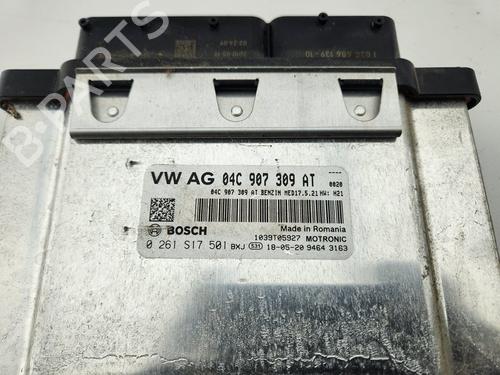 VW AG 04C 907 309 AT
0020
04C 907 309 AT BENZIN MED17.5.21 HW: H21
BOSCH
Made in Romania
1039T05927 MOTRONIC
0 261 S17 501 BXJ 531 18-05-20 9464 3163
B-PARTS